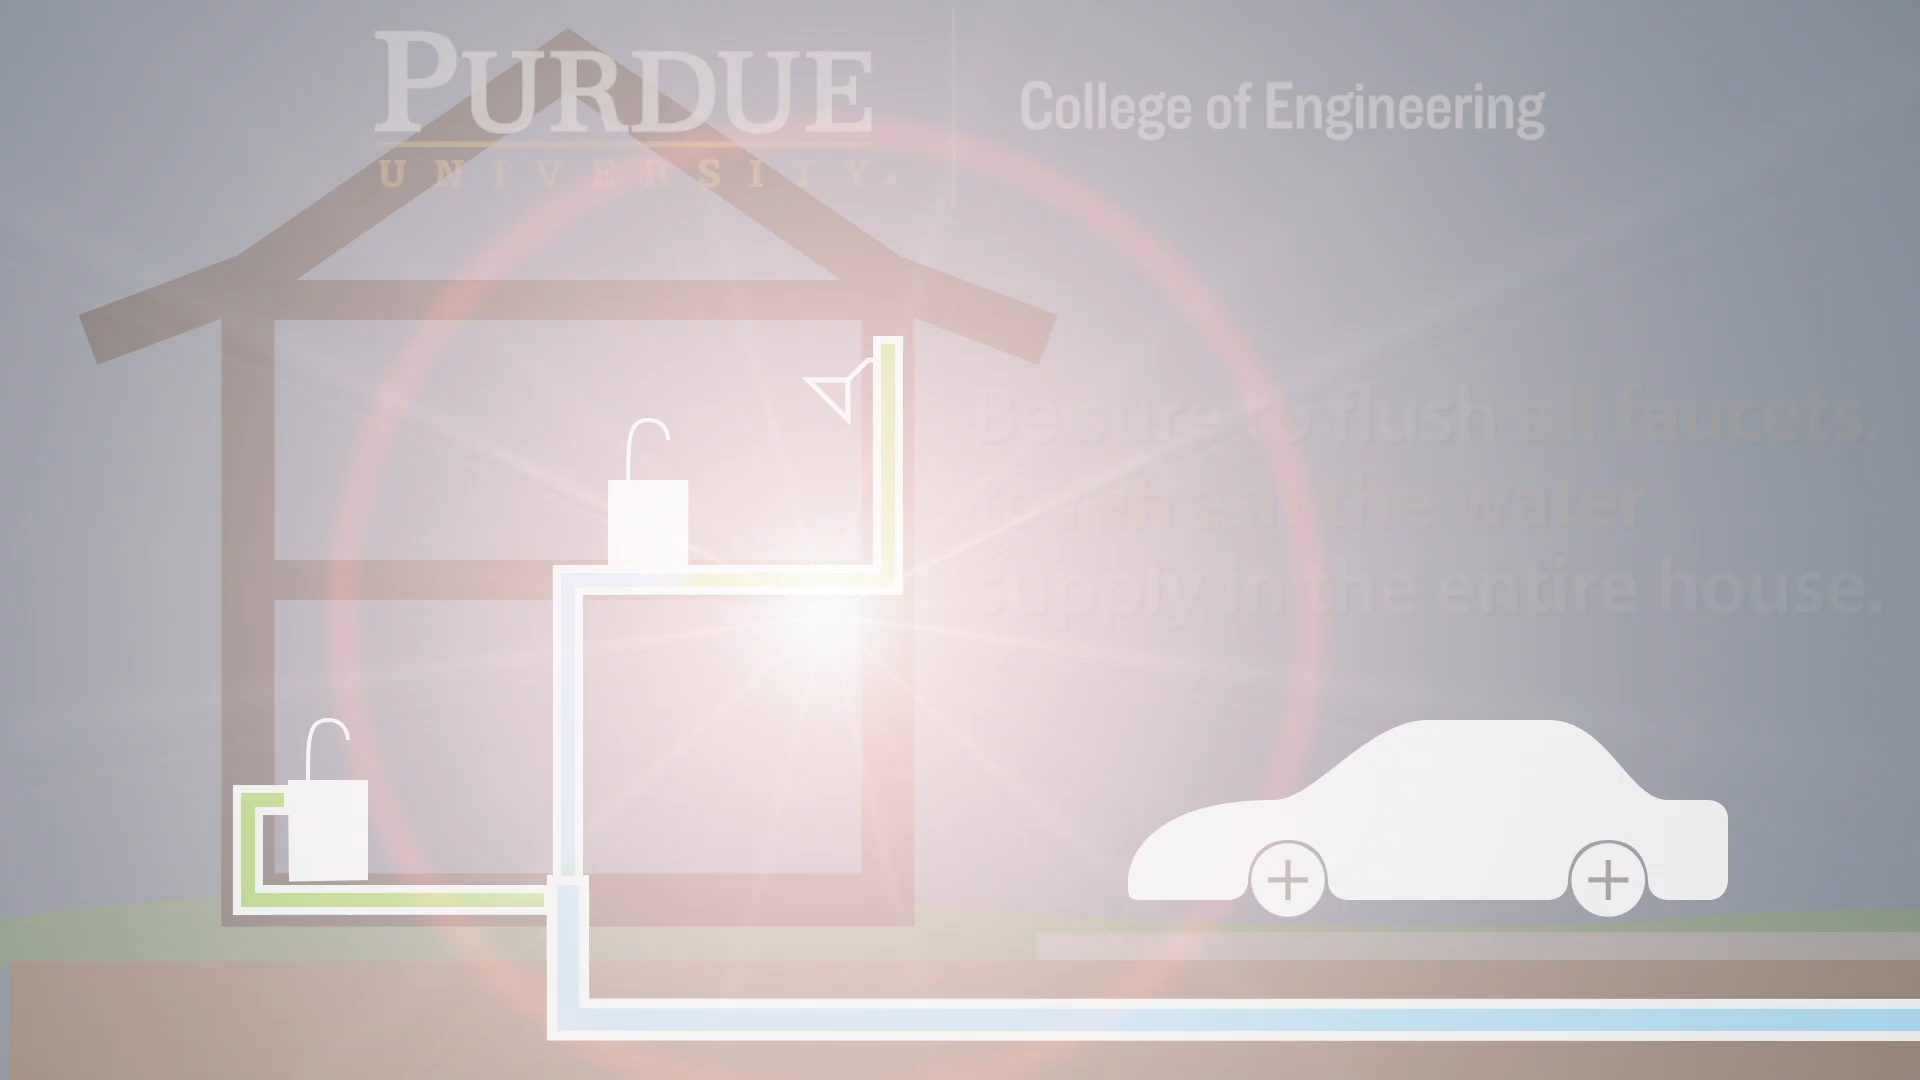 PURDUE
UNIVERSITY.
College of Engineering
Be sure to flush all faucets.
to refresh the water
supply in the entire house.